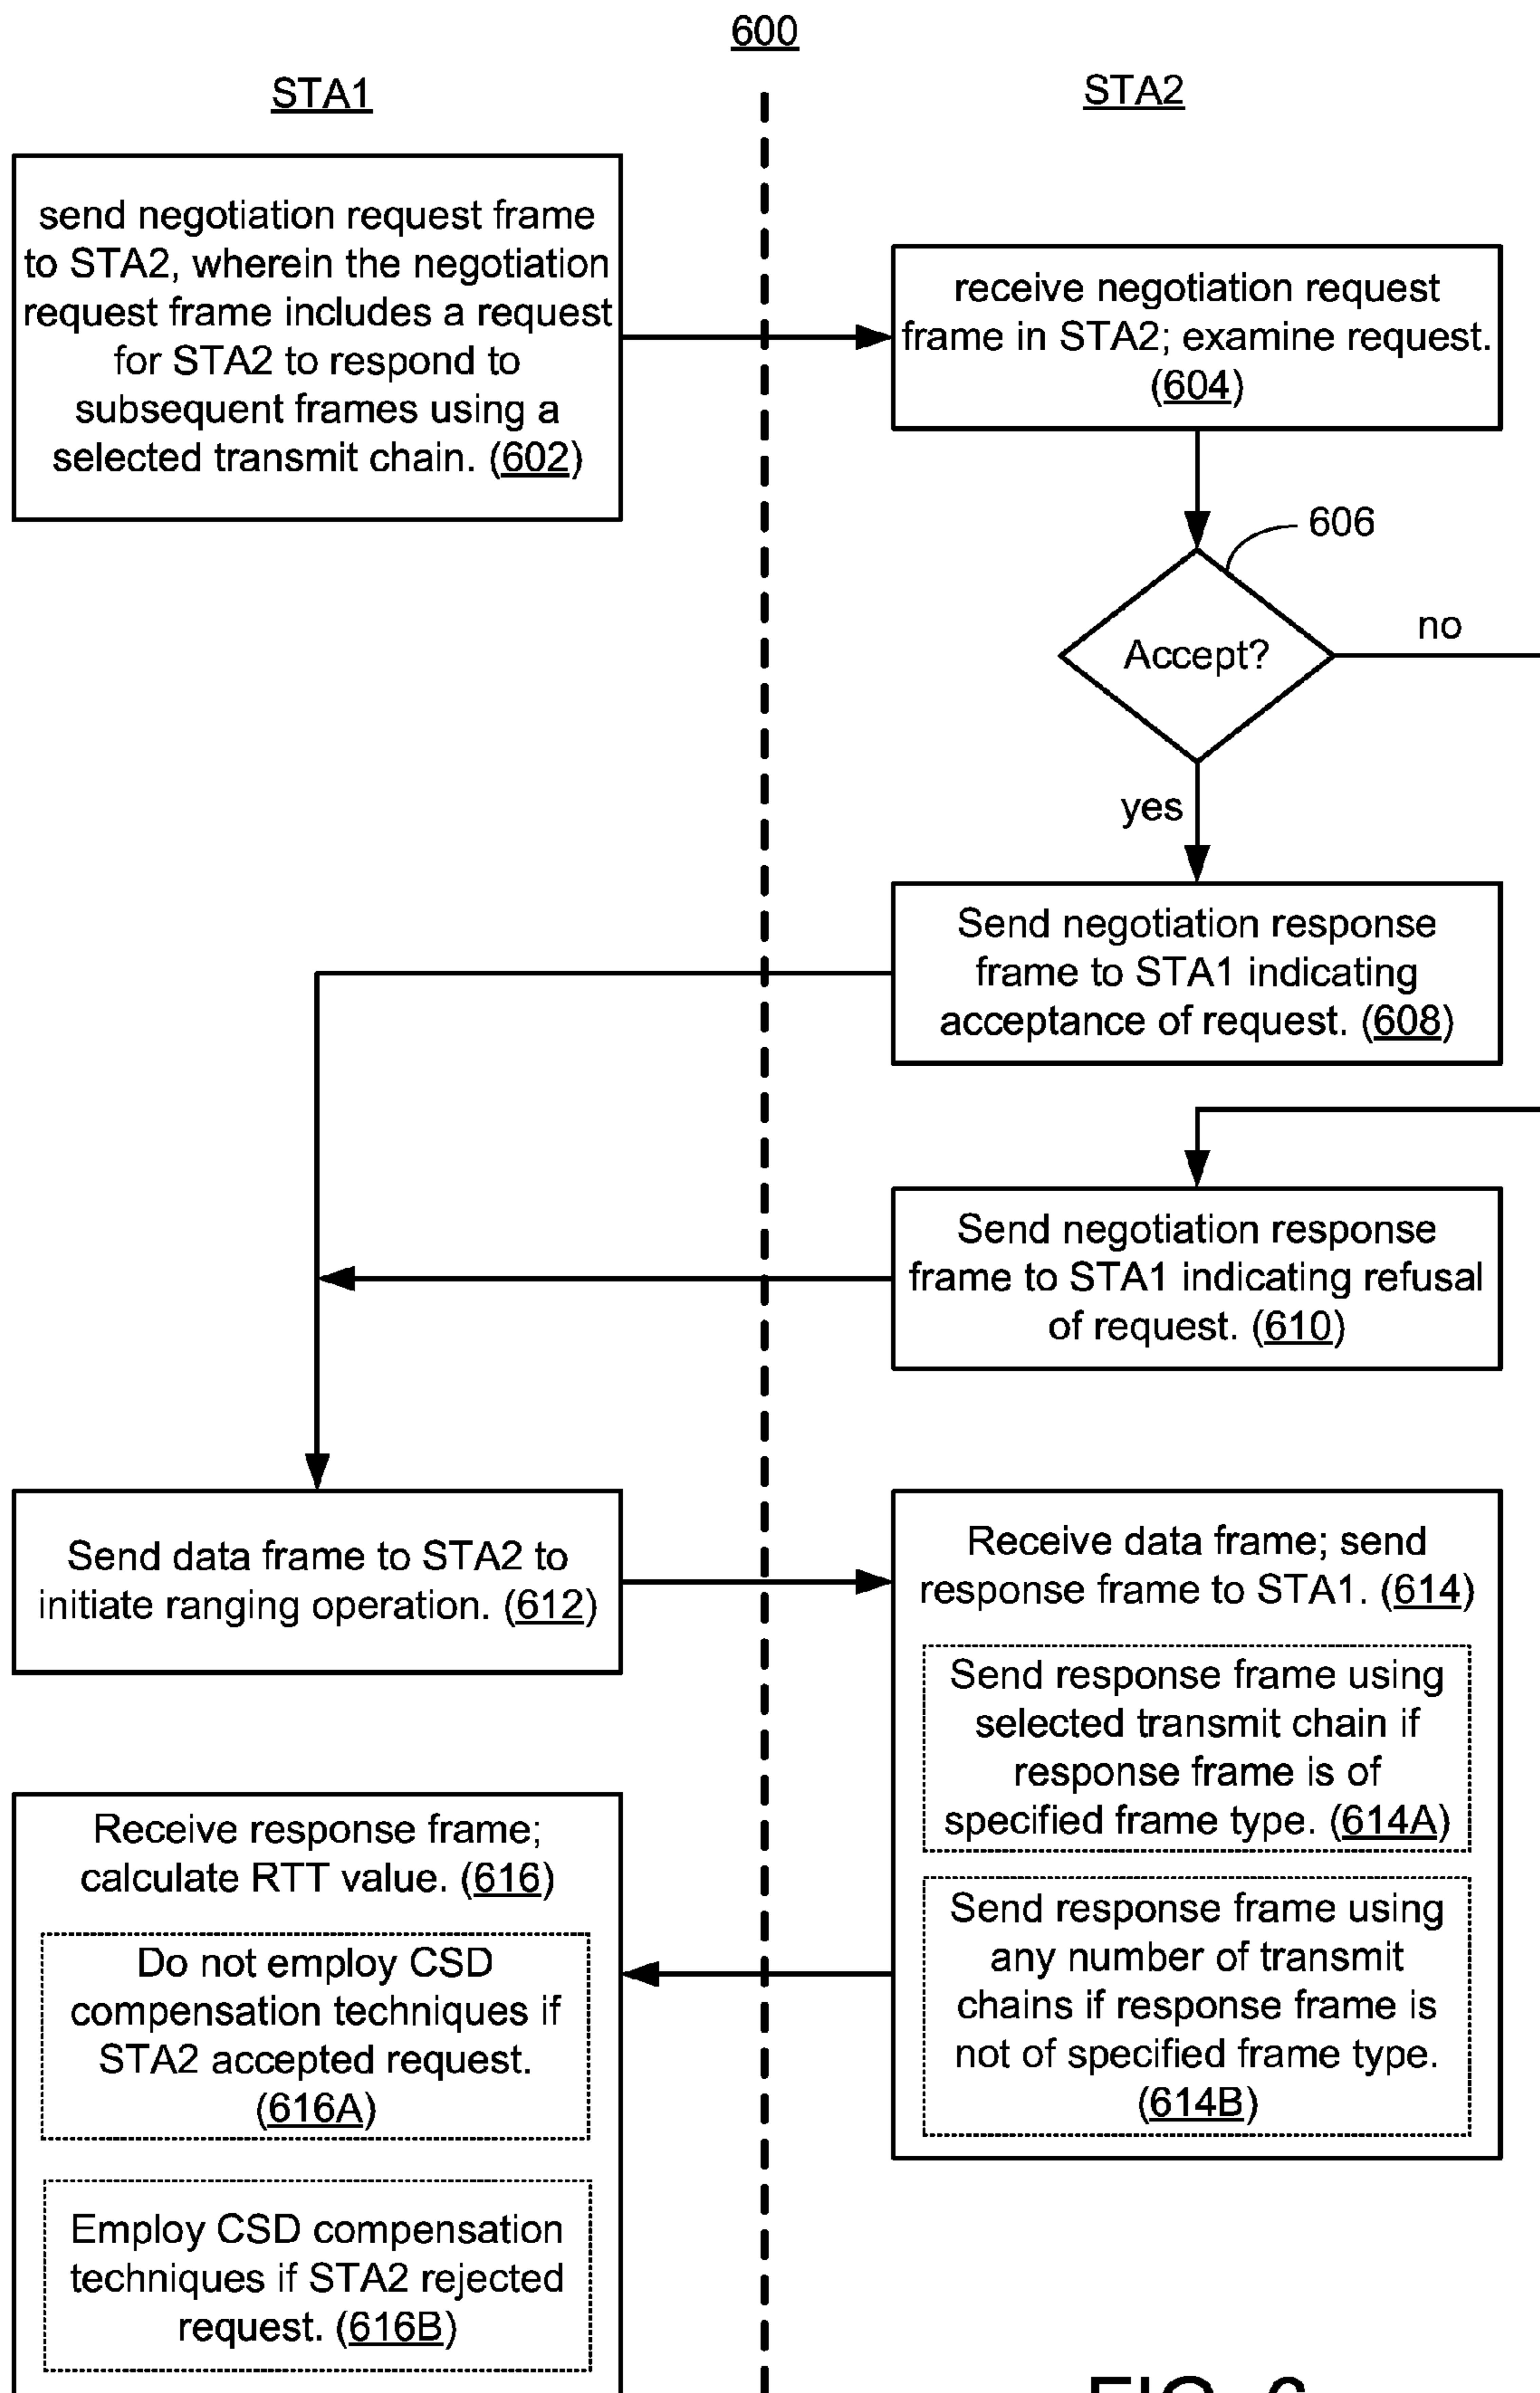 600
STA1
STA2
send negotiation request frame
to STA2, wherein the negotiation
request frame includes a request
for STA2 to respond to
subsequent frames using a
selected transmit chain. (602)
receive negotiation request
frame in STA2; examine request.
(604)
606
Accept?
no
yes
Send negotiation response
frame to STA1 indicating
acceptance of request. (608)
Send negotiation response
frame to STA1 indicating refusal
of request. (610)
Send data frame to STA2 to
initiate ranging operation. (612)
Receive data frame; send
response frame to STA1. (614)
Send response frame using
selected transmit chain if
response frame is of
specified frame type. (614A)
Send response frame using
any number of transmit
chains if response frame is
not of specified frame type.
(614B)
Receive response frame;
calculate RTT value. (616)
Do not employ CSD
compensation techniques if
STA2 accepted request.
(616A)
Employ CSD compensation
techniques if STA2 rejected
request. (616B)
FIG. 6